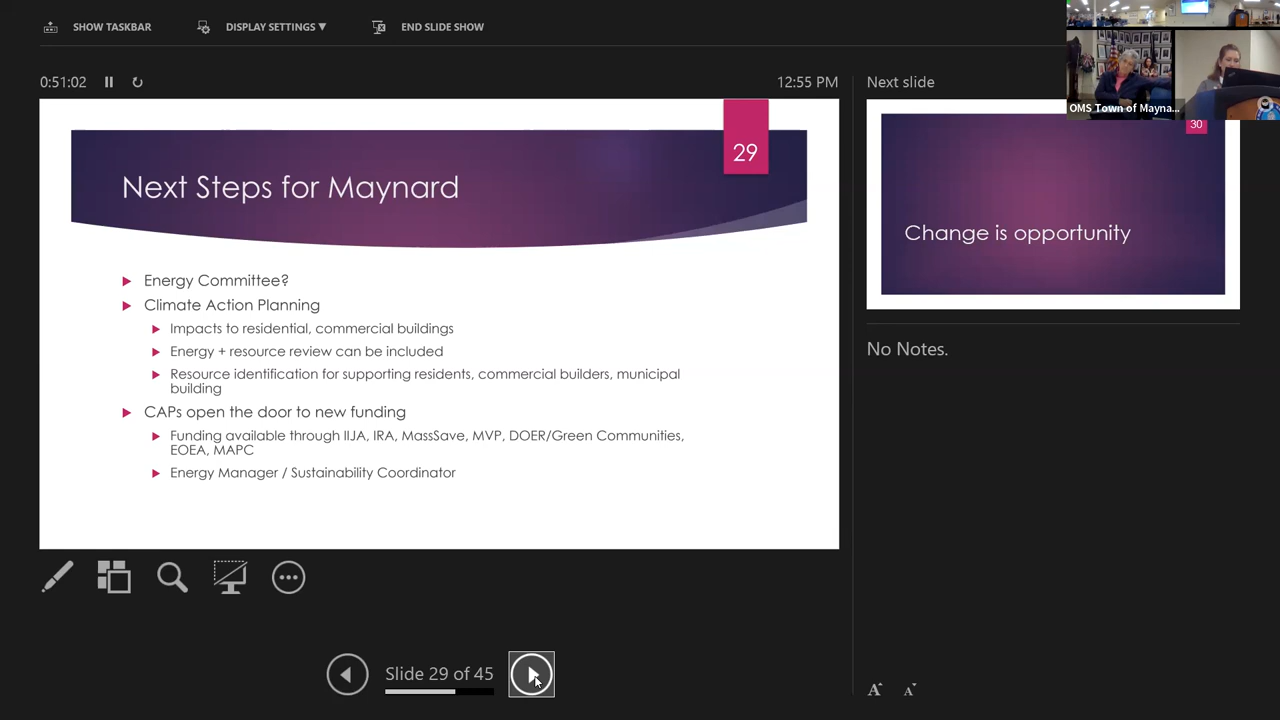 SHOW TASKBAR
DISPLAY SETTINGS ▼
END SLIDE SHOW
0:51:02
12:55 PM
29
Next Steps for Maynard
Energy Committee?
Climate Action Planning
Impacts to residential, commercial buildings
Energy + resource review can be included
Resource identification for supporting residents, commercial builders, municipal
building
CAPs open the door to new funding
Funding available through IIJA, IRA, MassSave, MVP, DOER/Green Communities,
EOEA, MAPC
Energy Manager / Sustainability Coordinator
Slide 29 of 45
Next slide
OMS Town of Mayna...
30
Change is opportunity
No Notes.
A A